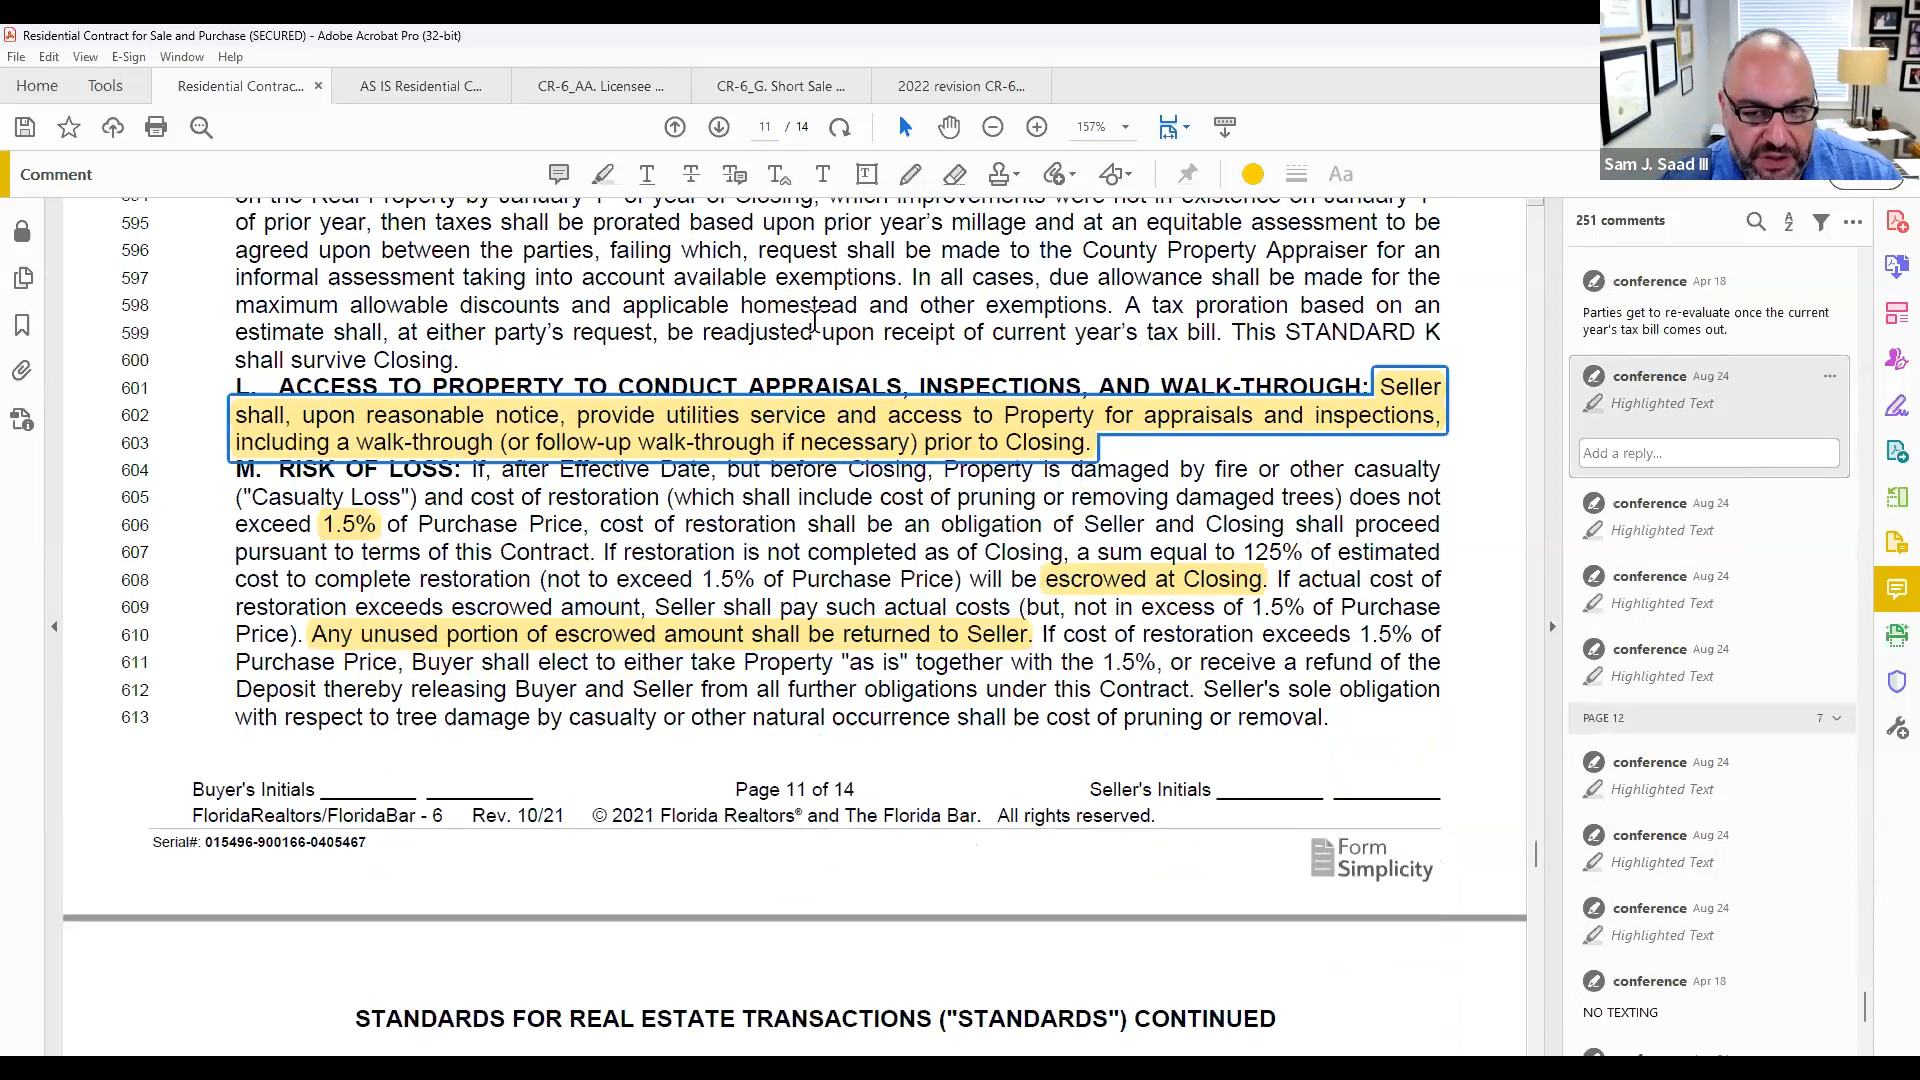 Residential Contract for Sale and Purchase (SECURED) - Adobe Acrobat Pro (32-bit)
File Edit View E-Sign Window Help
Home Tools Residential Contrac... × AS IS Residential C... CR-6_AA. Licensee ... CR-6_G. Short Sale ... 2022 revision CR-6...
11 / 14 157%
Sam J. Saad III
Comment
594 on the Real Property by January 1 of year of Closing, which improvements were not in existence on January 1
595 of prior year, then taxes shall be prorated based upon prior year's millage and at an equitable assessment to be
596 agreed upon between the parties, failing which, request shall be made to the County Property Appraiser for an
597 informal assessment taking into account available exemptions. In all cases, due allowance shall be made for the
598 maximum allowable discounts and applicable homestead and other exemptions. A tax proration based on an
599 estimate shall, at either party's request, be readjusted upon receipt of current year's tax bill. This STANDARD K
600 shall survive Closing.
601 L. ACCESS TO PROPERTY TO CONDUCT APPRAISALS, INSPECTIONS, AND WALK-THROUGH: Seller
602 shall, upon reasonable notice, provide utilities service and access to Property for appraisals and inspections,
603 including a walk-through (or follow-up walk-through if necessary) prior to Closing.
604 M. RISK OF LOSS: If, after Effective Date, but before Closing, Property is damaged by fire or other casualty
605 ("Casualty Loss") and cost of restoration (which shall include cost of pruning or removing damaged trees) does not
606 exceed 1.5% of Purchase Price, cost of restoration shall be an obligation of Seller and Closing shall proceed
607 pursuant to terms of this Contract. If restoration is not completed as of Closing, a sum equal to 125% of estimated
608 cost to complete restoration (not to exceed 1.5% of Purchase Price) will be escrowed at Closing. If actual cost of
609 restoration exceeds escrowed amount, Seller shall pay such actual costs (but, not in excess of 1.5% of Purchase
610 Price). Any unused portion of escrowed amount shall be returned to Seller. If cost of restoration exceeds 1.5% of
611 Purchase Price, Buyer shall elect to either take Property "as is" together with the 1.5%, or receive a refund of the
612 Deposit thereby releasing Buyer and Seller from all further obligations under this Contract. Seller's sole obligation
613 with respect to tree damage by casualty or other natural occurrence shall be cost of pruning or removal.
Buyer's Initials Page 11 of 14 Seller's Initials
FloridaRealtors/FloridaBar - 6 Rev. 10/21 © 2021 Florida Realtors® and The Florida Bar. All rights reserved.
Serial#: 015496-900166-0405467
Form
Simplicity
STANDARDS FOR REAL ESTATE TRANSACTIONS ("STANDARDS") CONTINUED
251 comments
conference Apr 18
Parties get to re-evaluate once the current
year's tax bill comes out.
conference Aug 24
Highlighted Text
Add a reply...
conference Aug 24
Highlighted Text
conference Aug 24
Highlighted Text
conference Aug 24
Highlighted Text
PAGE 12 7
conference Aug 24
Highlighted Text
conference Aug 24
Highlighted Text
conference Aug 24
Highlighted Text
conference Apr 18
NO TEXTING